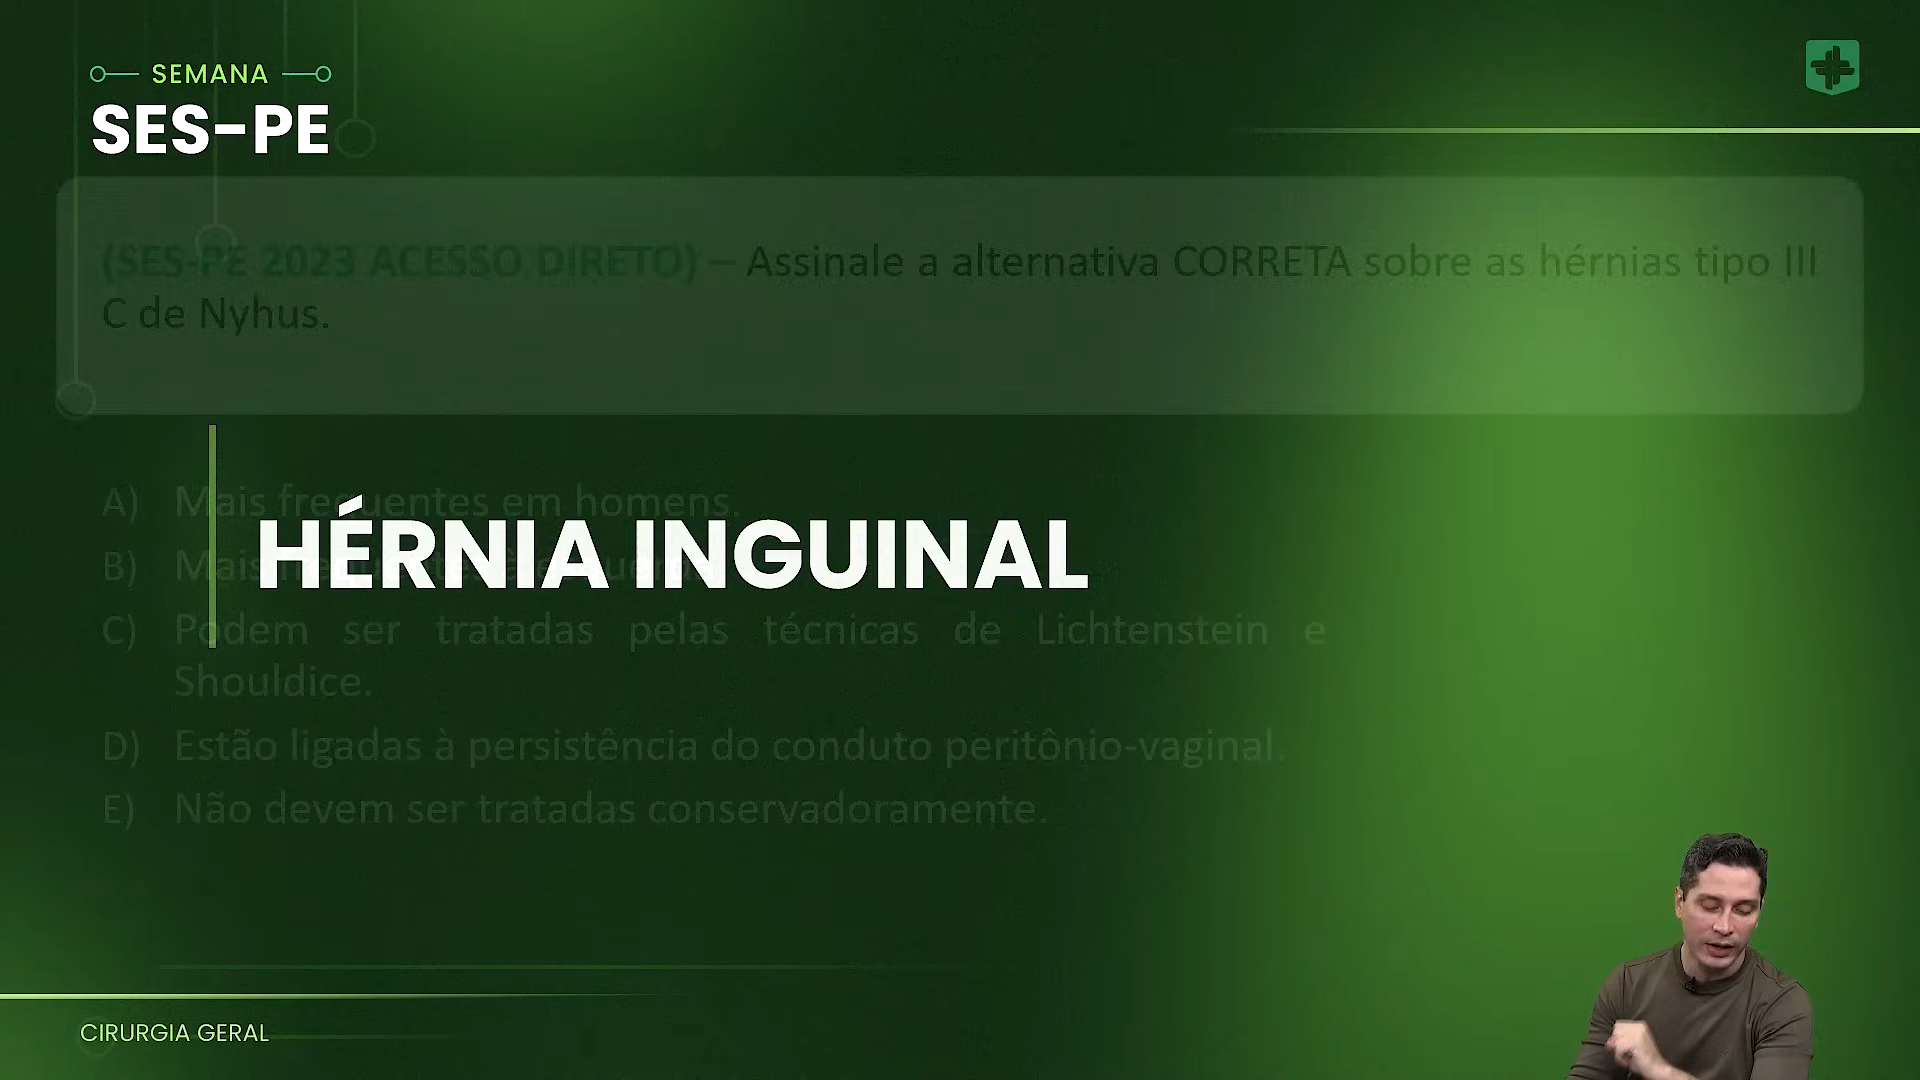 SEMANA
SES-PE
(SES-PE 2023 ACESSO DIRETO) – Assinale a alternativa CORRETA sobre as hérnias tipo III
C de Nyhus.
A) Mais frequentes em homens.
HÉRNIA INGUINAL
B) Mais
C) Podem ser tratadas pelas técnicas de Lichtenstein e
Shouldice.
D) Estão ligadas à persistência do conduto peritônio-vaginal.
E) Não devem ser tratadas conservadoramente.
CIRURGIA GERAL